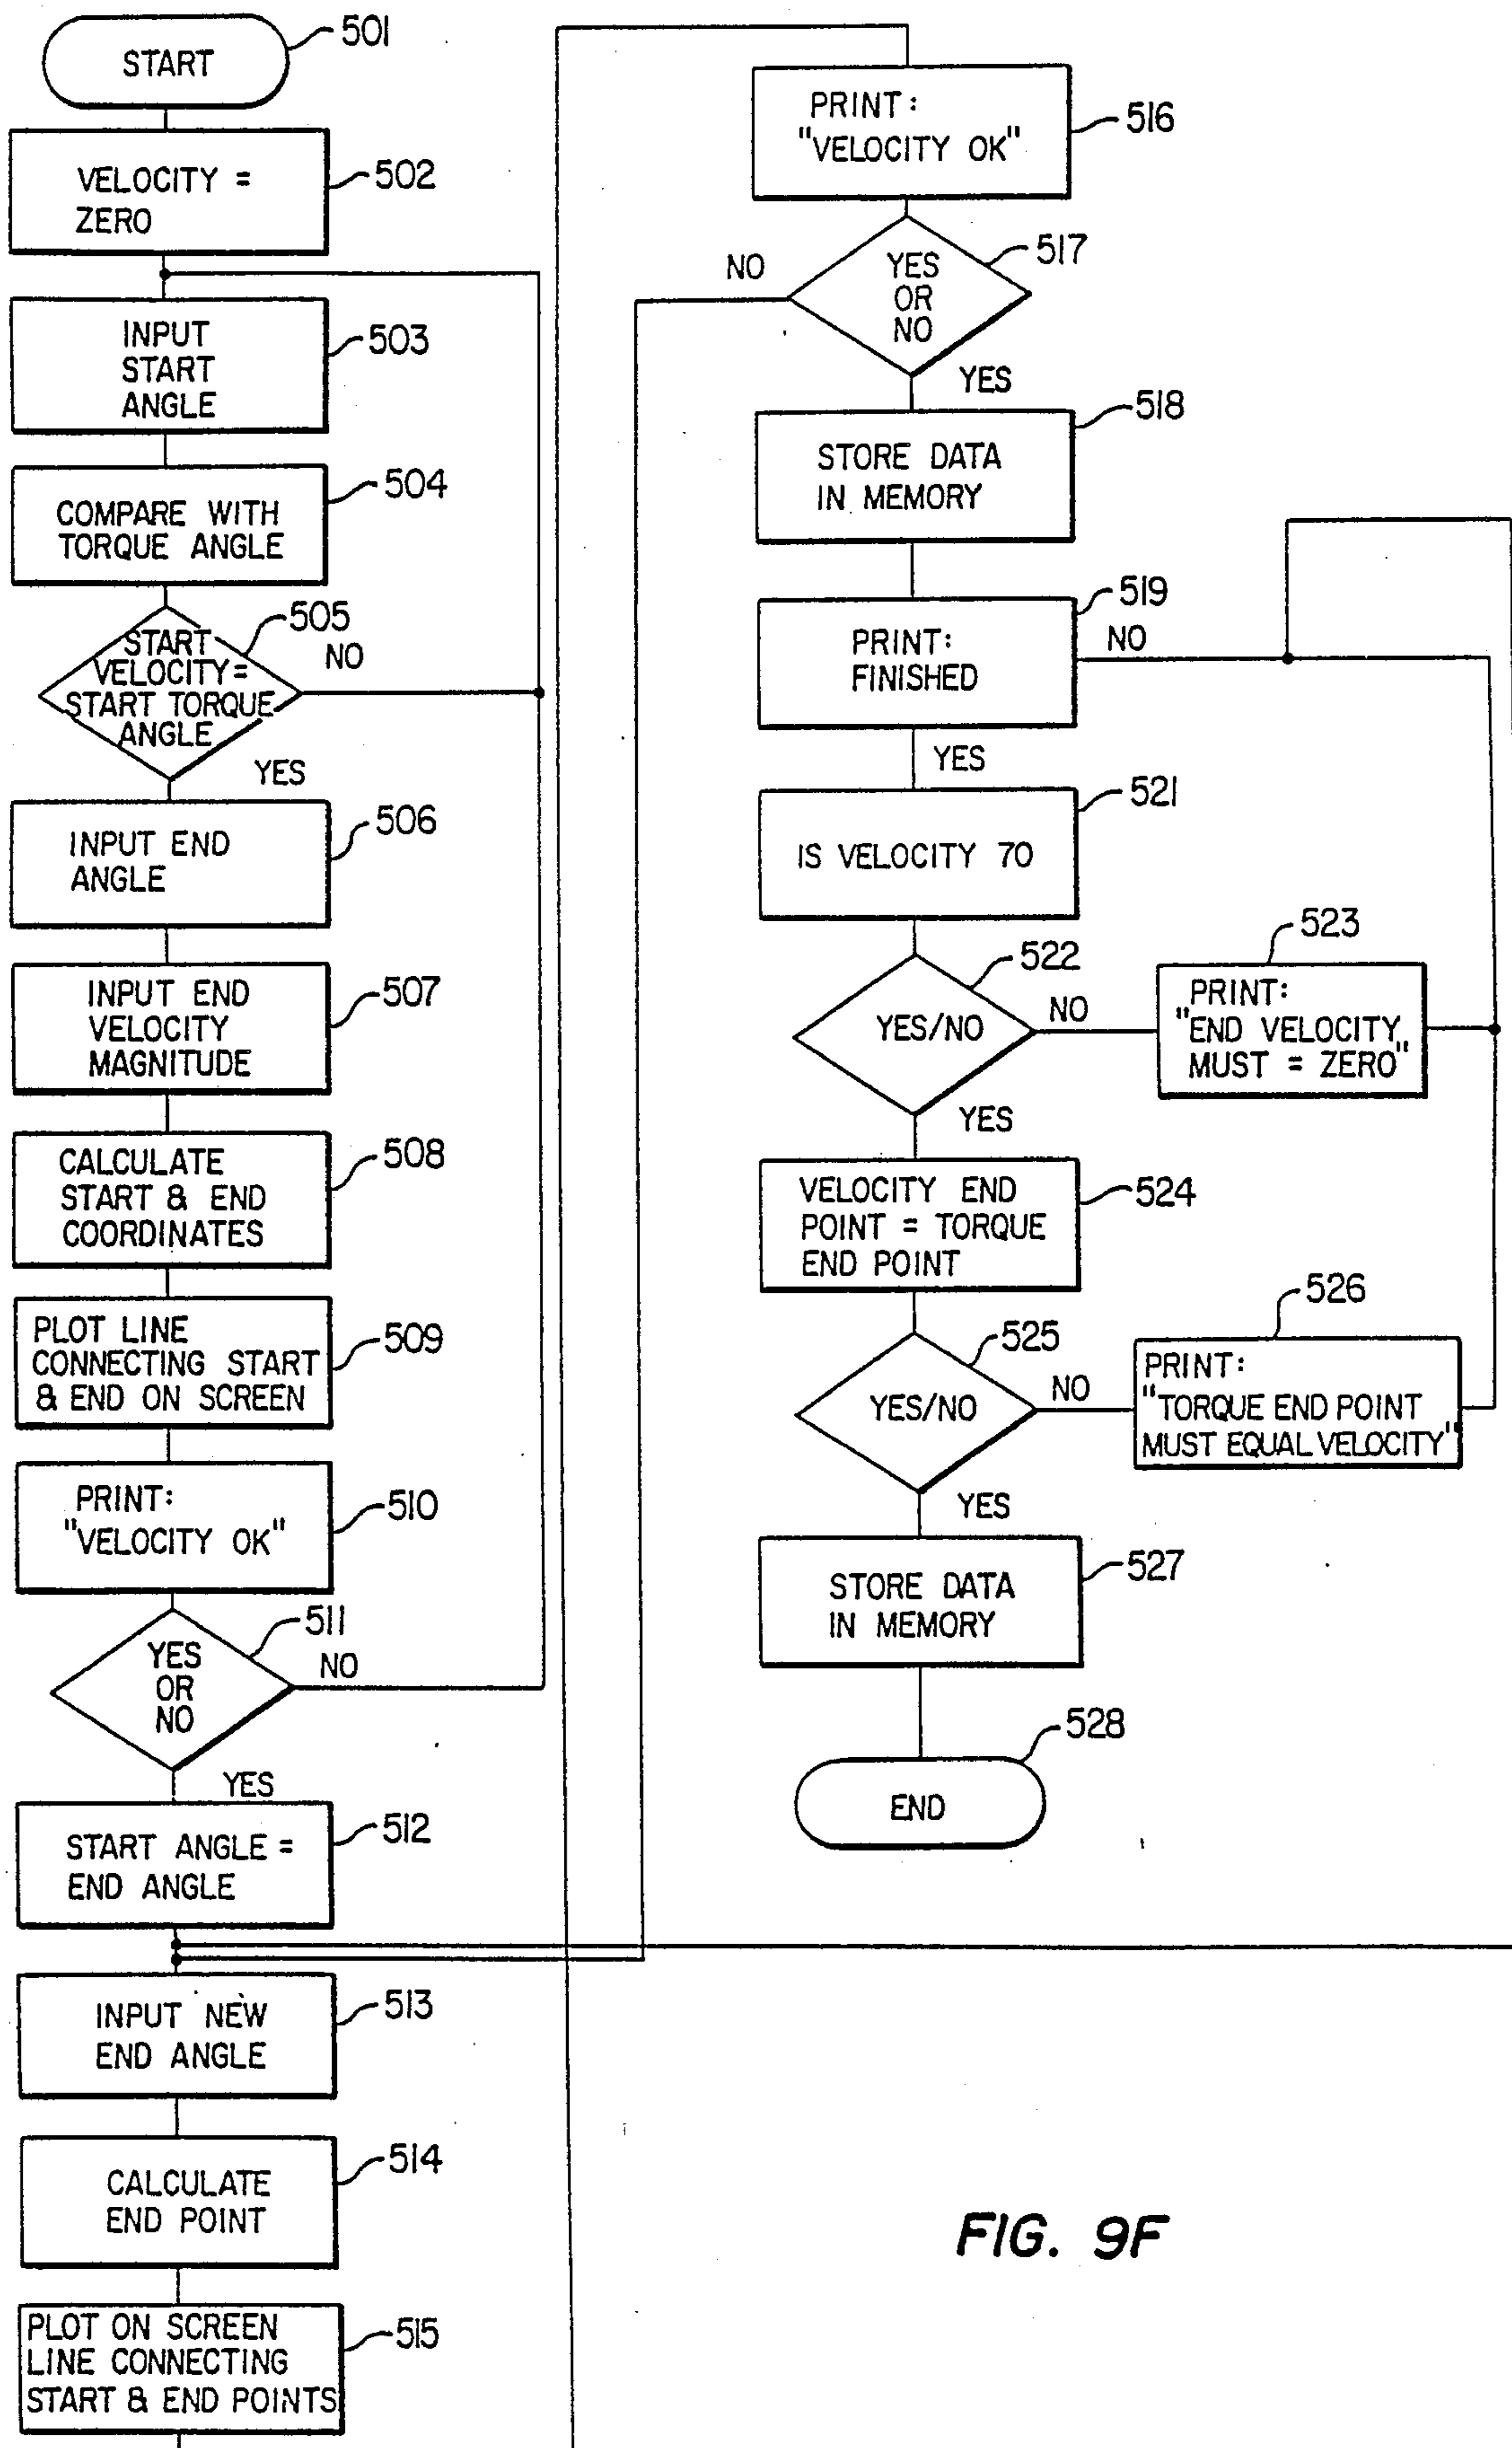 START
501
VELOCITY =
ZERO
502
INPUT
START
ANGLE
503
COMPARE WITH
TORQUE ANGLE
504
START
VELOCITY=
START TORQUE
ANGLE
505
NO
YES
INPUT END
ANGLE
506
INPUT END
VELOCITY
MAGNITUDE
507
CALCULATE
START & END
COORDINATES
508
PLOT LINE
CONNECTING START
& END ON SCREEN
509
PRINT:
"VELOCITY OK"
510
YES
OR
NO
511
NO
YES
START ANGLE =
END ANGLE
512
INPUT NEW
END ANGLE
513
CALCULATE
END POINT
514
PLOT ON SCREEN
LINE CONNECTING
START & END POINTS
515
PRINT:
"VELOCITY OK"
516
YES
OR
NO
517
NO
YES
STORE DATA
IN MEMORY
518
PRINT:
FINISHED
519
NO
YES
IS VELOCITY 70
521
YES/NO
522
NO
YES
PRINT:
"END VELOCITY
MUST = ZERO"
523
VELOCITY END
POINT = TORQUE
END POINT
524
YES/NO
525
NO
YES
PRINT:
"TORQUE END POINT
MUST EQUAL VELOCITY"
526
STORE DATA
IN MEMORY
527
END
528
FIG. 9F